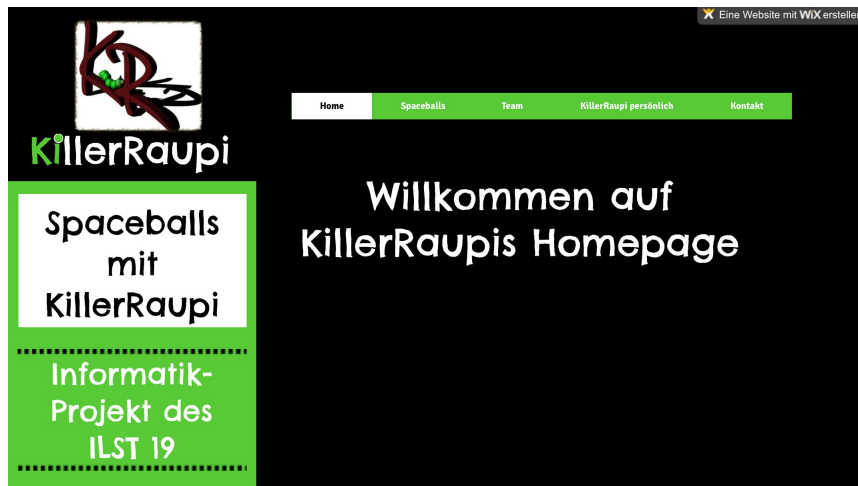 Eine Website mit WiX erstellen
KillerRaupi
Home Spaceballs Team KillerRaupi persönlich Kontakt
Willkommen auf
KillerRaupis Homepage
Spaceballs
mit
KillerRaupi
Informatik-
Projekt des
ILST 19